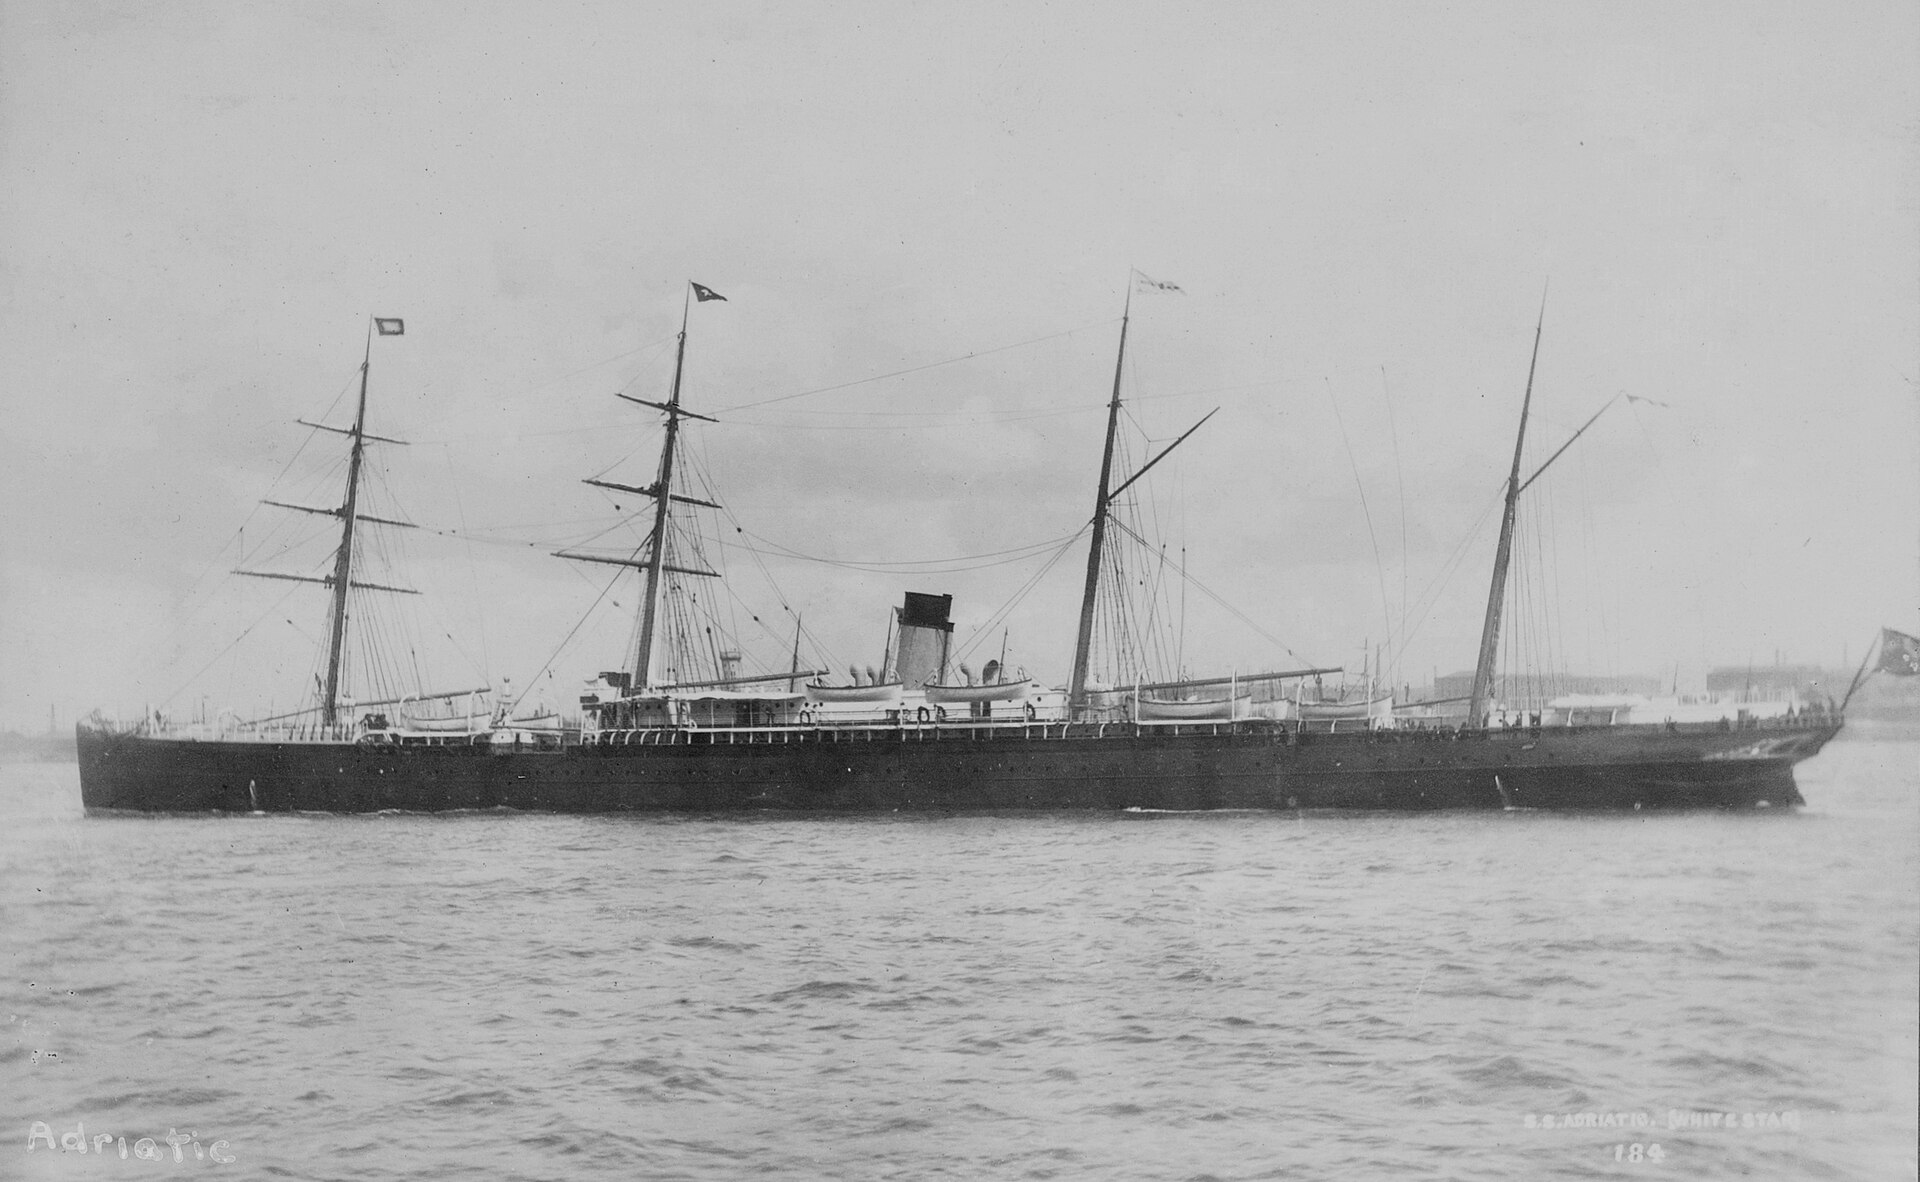 Adriatic
S.S. ADRIATIC. (WHITE STAR)
184